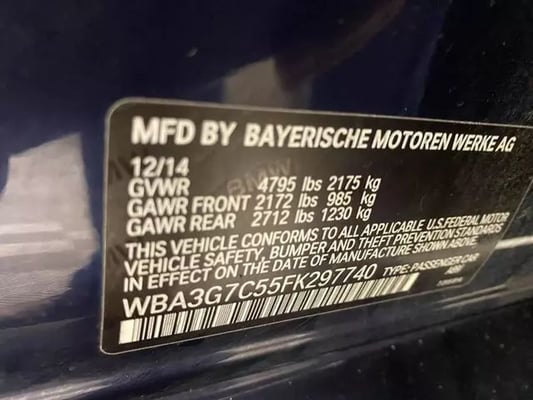 MFD BY BAYERISCHE MOTOREN WERKE AG
12/14
GVWR 4795 lbs 2175 kg
GAWR FRONT 2172 lbs 985 kg
GAWR REAR 2712 lbs 1230 kg
THIS VEHICLE CONFORMS TO ALL APPLICABLE U.S.FEDERAL MOTOR
VEHICLE SAFETY, BUMPER AND THEFT PREVENTION STANDARDS
IN EFFECT ON THE DATE OF MANUFACTURE SHOWN ABOVE.
WBA3G7C55FK297740 TYPE: PASSENGER CAR